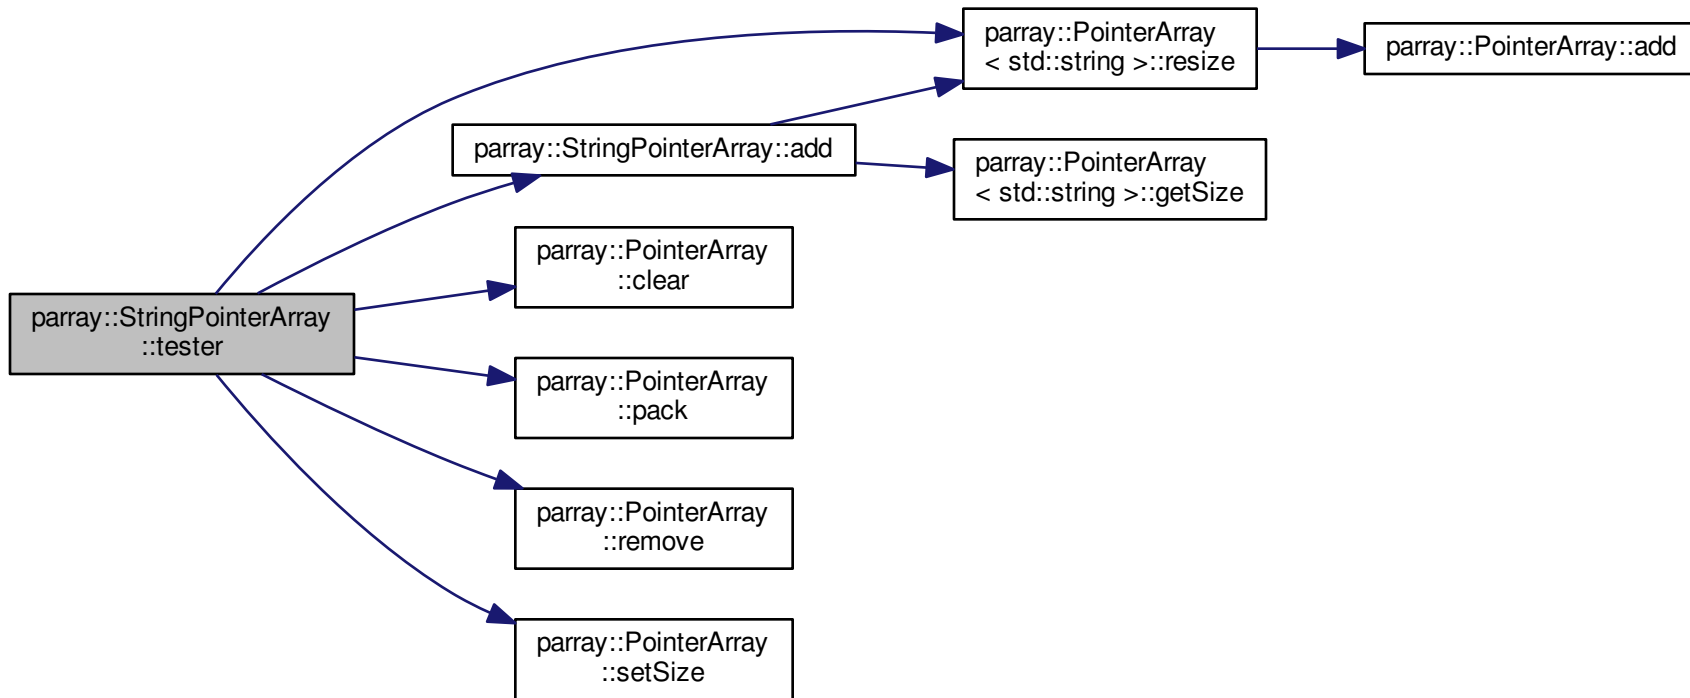 parray::PointerArray
< std::string >::resize
parray::PointerArray::add
parray::StringPointerArray::add
parray::PointerArray
< std::string >::getSize
parray::PointerArray
::clear
parray::StringPointerArray
::tester
parray::PointerArray
::pack
parray::PointerArray
::remove
parray::PointerArray
::setSize